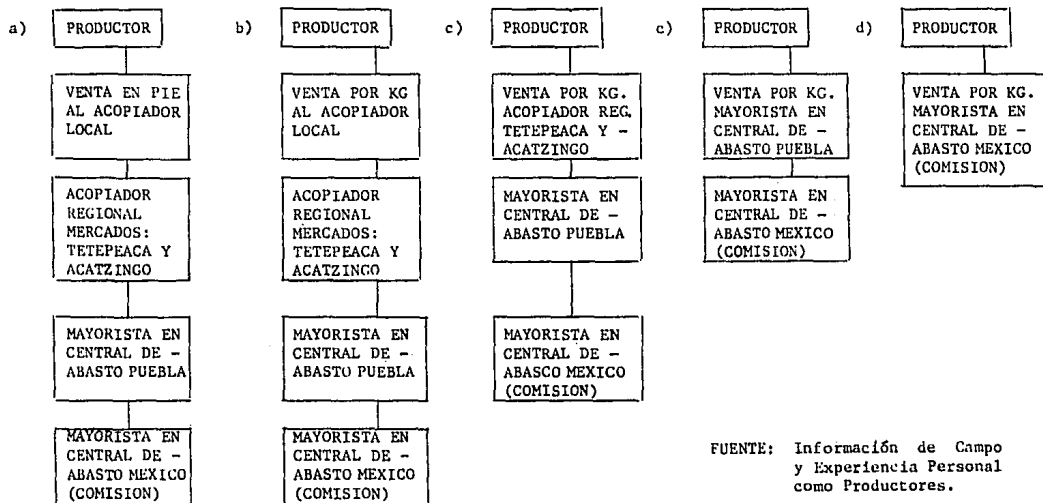 a)
PRODUCTOR
VENTA EN PIE
AL ACOPIADOR
LOCAL
ACOPIADOR
REGIONAL
MERCADOS:
TETEPEACA Y
ACATZINGO
MAYORISTA EN
CENTRAL DE -
ABASTO PUEBLA
MAYORISTA EN
CENTRAL DE -
ABASTO MEXICO
(COMISION)
b)
PRODUCTOR
VENTA POR KG
AL ACOPIADOR
LOCAL
ACOPIADOR
REGIONAL
MERCADOS:
TETEPEACA Y
ACATZINGO
MAYORISTA EN
CENTRAL DE -
ABASTO PUEBLA
MAYORISTA EN
CENTRAL DE -
ABASTO MEXICO
(COMISION)
c)
PRODUCTOR
VENTA POR KG.
ACOPIADOR REG.
TETEPEACA Y -
ACATZINGO
MAYORISTA EN
CENTRAL DE -
ABASTO PUEBLA
MAYORISTA EN
CENTRAL DE -
ABASCO MEXICO
(COMISION)
c)
PRODUCTOR
VENTA POR KG.
MAYORISTA EN
CENTRAL DE -
ABASTO PUEBLA
MAYORISTA EN
CENTRAL DE -
ABASTO MEXICO
(COMISION)
d)
PRODUCTOR
VENTA POR KG.
MAYORISTA EN
CENTRAL DE -
ABASTO MEXICO
(COMISION)
FUENTE: Información de Campo
y Experiencia Personal
como Productores.